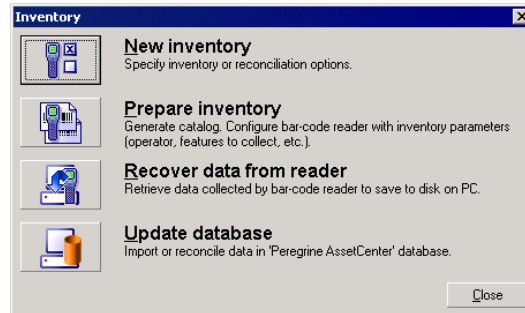 Inventory
New inventory
Specify inventory or reconciliation options.
Prepare inventory
Generate catalog. Configure bar-code reader with inventory parameters
(operator, features to collect, etc.).
Recover data from reader
Retrieve data collected by bar-code reader to save to disk on PC.
Update database
Import or reconcile data in 'Peregrine AssetCenter' database.
Close